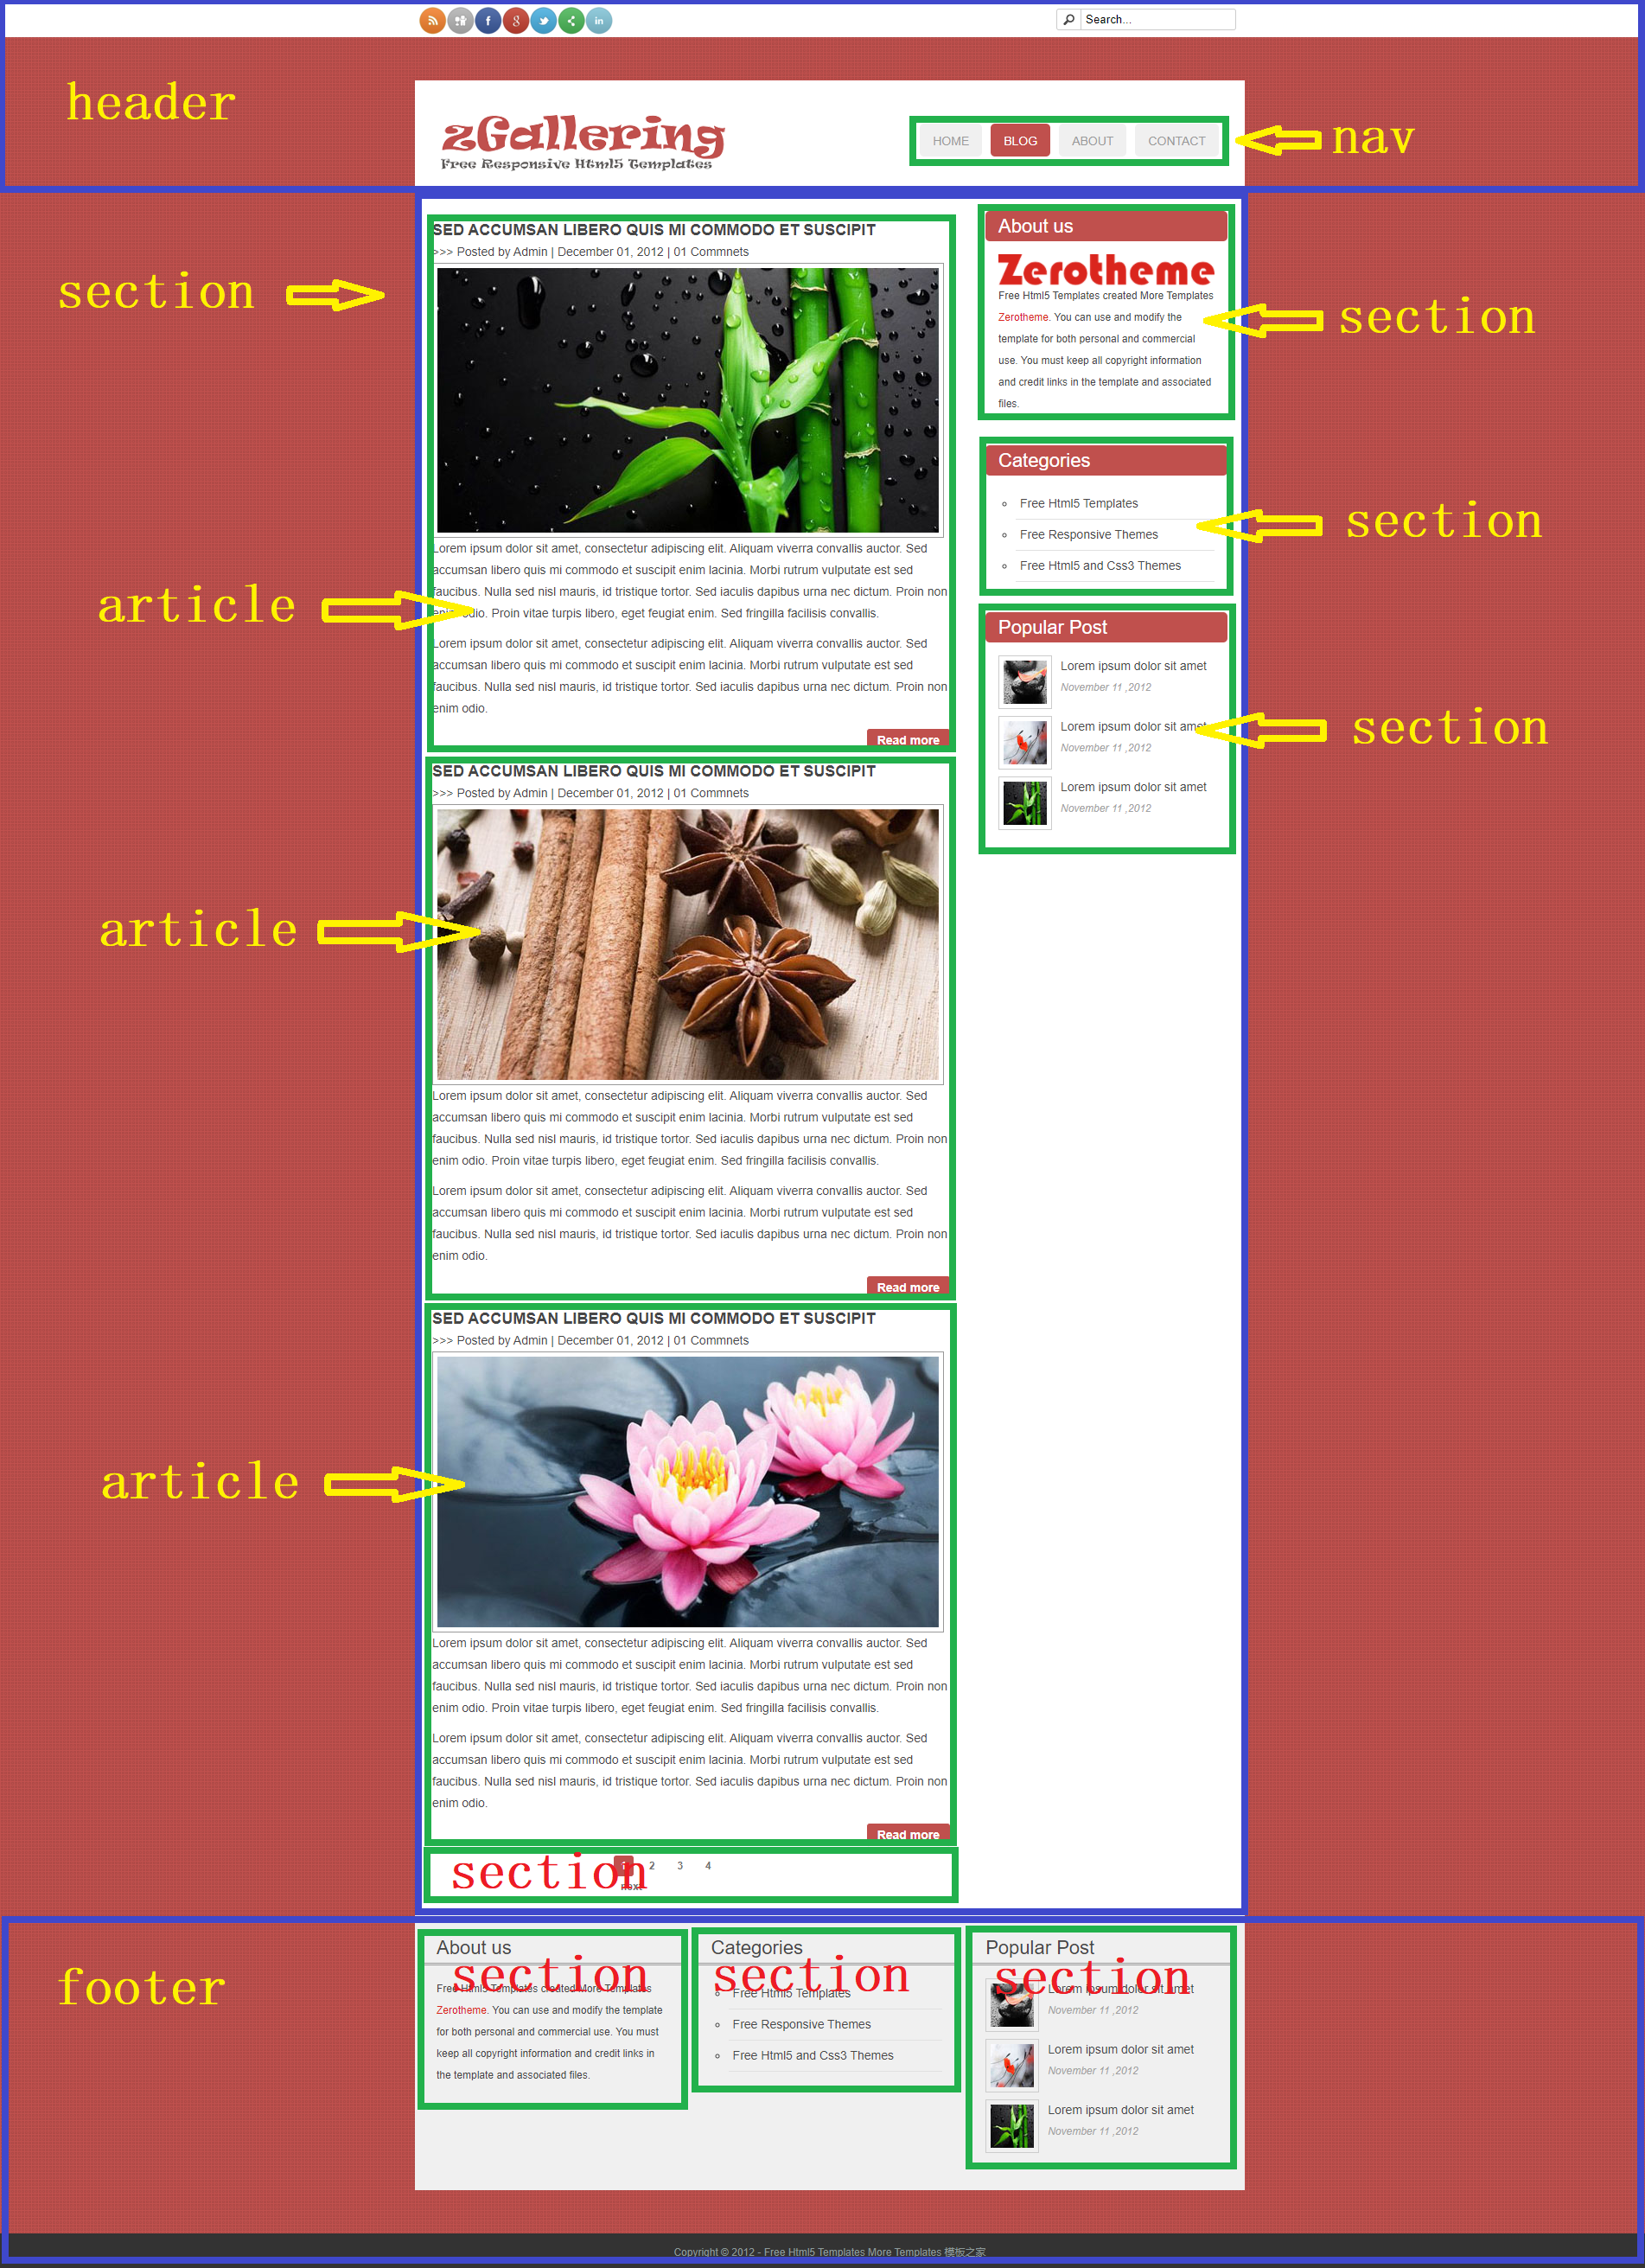 Search...
header
zGallering
Free Responsive Html5 Templates
HOME BLOG ABOUT CONTACT
nav
section
SED ACCUMSAN LIBERO QUIS MI COMMODO ET SUSCIPIT
>>> Posted by Admin | December 01, 2012 | 01 Commnets
article
Lorem ipsum dolor sit amet, consectetur adipiscing elit. Aliquam viverra convallis auctor. Sed
accumsan libero quis mi commodo et suscipit enim lacinia. Morbi rutrum vulputate est sed
faucibus. Nulla sed nisl mauris, id tristique tortor. Sed iaculis dapibus urna nec dictum. Proin non
enim odio. Proin vitae turpis libero, eget feugiat enim. Sed fringilla facilisis convallis.
Lorem ipsum dolor sit amet, consectetur adipiscing elit. Aliquam viverra convallis auctor. Sed
accumsan libero quis mi commodo et suscipit enim lacinia. Morbi rutrum vulputate est sed
faucibus. Nulla sed nisl mauris, id tristique tortor. Sed iaculis dapibus urna nec dictum. Proin non
enim odio.
Read more
SED ACCUMSAN LIBERO QUIS MI COMMODO ET SUSCIPIT
>>> Posted by Admin | December 01, 2012 | 01 Commnets
article
Lorem ipsum dolor sit amet, consectetur adipiscing elit. Aliquam viverra convallis auctor. Sed
accumsan libero quis mi commodo et suscipit enim lacinia. Morbi rutrum vulputate est sed
faucibus. Nulla sed nisl mauris, id tristique tortor. Sed iaculis dapibus urna nec dictum. Proin non
enim odio. Proin vitae turpis libero, eget feugiat enim. Sed fringilla facilisis convallis.
Lorem ipsum dolor sit amet, consectetur adipiscing elit. Aliquam viverra convallis auctor. Sed
accumsan libero quis mi commodo et suscipit enim lacinia. Morbi rutrum vulputate est sed
faucibus. Nulla sed nisl mauris, id tristique tortor. Sed iaculis dapibus urna nec dictum. Proin non
enim odio.
Read more
SED ACCUMSAN LIBERO QUIS MI COMMODO ET SUSCIPIT
>>> Posted by Admin | December 01, 2012 | 01 Commnets
article
Lorem ipsum dolor sit amet, consectetur adipiscing elit. Aliquam viverra convallis auctor. Sed
accumsan libero quis mi commodo et suscipit enim lacinia. Morbi rutrum vulputate est sed
faucibus. Nulla sed nisl mauris, id tristique tortor. Sed iaculis dapibus urna nec dictum. Proin non
enim odio. Proin vitae turpis libero, eget feugiat enim. Sed fringilla facilisis convallis.
Lorem ipsum dolor sit amet, consectetur adipiscing elit. Aliquam viverra convallis auctor. Sed
accumsan libero quis mi commodo et suscipit enim lacinia. Morbi rutrum vulputate est sed
faucibus. Nulla sed nisl mauris, id tristique tortor. Sed iaculis dapibus urna nec dictum. Proin non
enim odio.
Read more
section
1 2 3 4
next
About us
Zerotheme
Free Html5 Templates created More Templates
Zerotheme. You can use and modify the
template for both personal and commercial
use. You must keep all copyright information
and credit links in the template and associated
files.
section
Categories
Free Html5 Templates
Free Responsive Themes
Free Html5 and Css3 Themes
section
Popular Post
Lorem ipsum dolor sit amet
November 11 ,2012
Lorem ipsum dolor sit amet
November 11 ,2012
Lorem ipsum dolor sit amet
November 11 ,2012
section
footer
About us
section
Free Html5 Templates created More Templates
Zerotheme. You can use and modify the template
for both personal and commercial use. You must
keep all copyright information and credit links in
the template and associated files.
Categories
section
Free Html5 Templates
Free Responsive Themes
Free Html5 and Css3 Themes
Popular Post
section
Lorem ipsum dolor sit amet
November 11 ,2012
Lorem ipsum dolor sit amet
November 11 ,2012
Lorem ipsum dolor sit amet
November 11 ,2012
Copyright © 2012 - Free Html5 Templates More Templates 模板之家